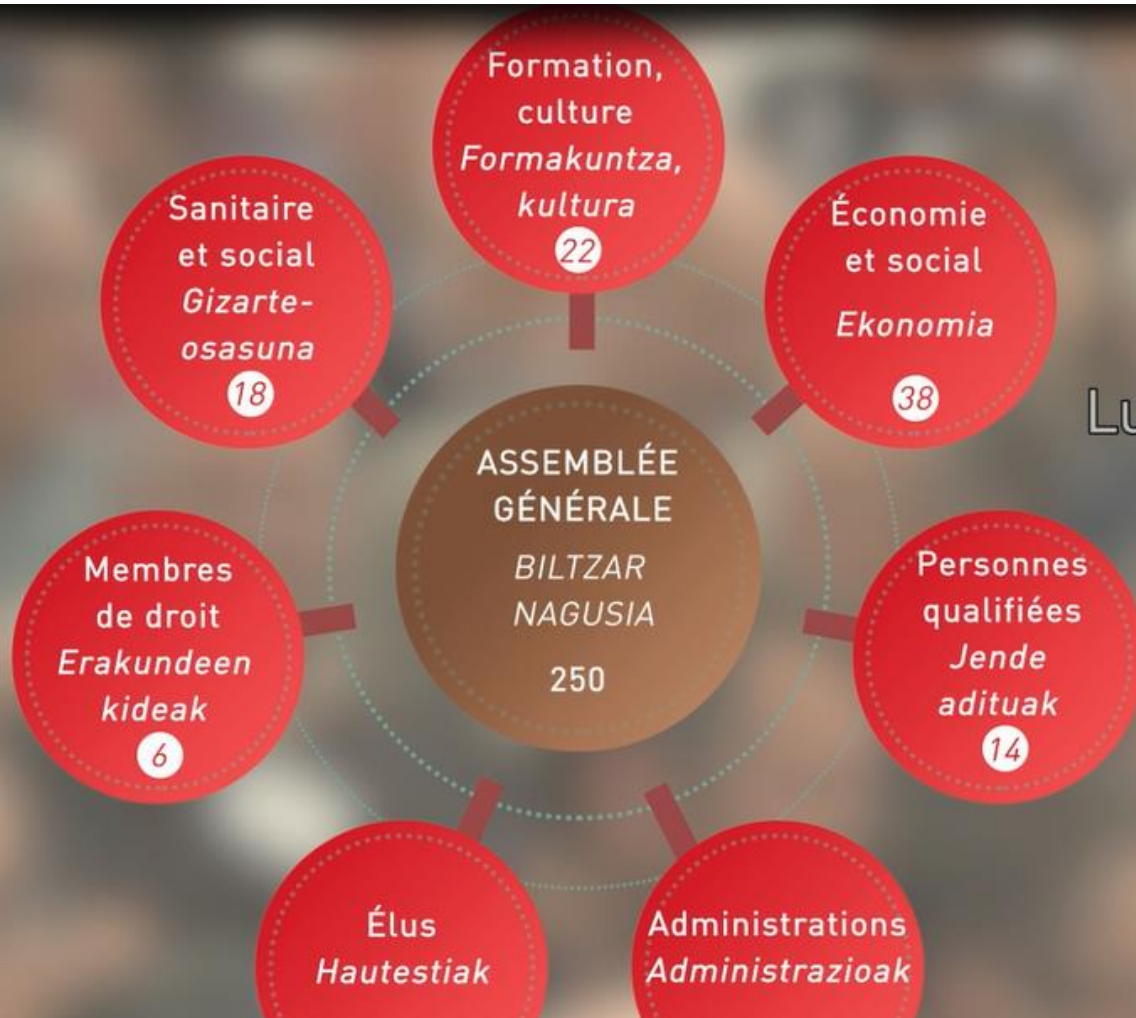 Formation,
culture
Formakuntza,
kultura
22
Sanitaire
et social
Gizarte-
osasuna
18
Économie
et social
Ekonomia
38
ASSEMBLÉE
GÉNÉRALE
BILTZAR
NAGUSIA
250
Membres
de droit
Erakundeen
kideak
6
Personnes
qualifiées
Jende
adituak
14
Élus
Hautestiak
Administrations
Administrazioak